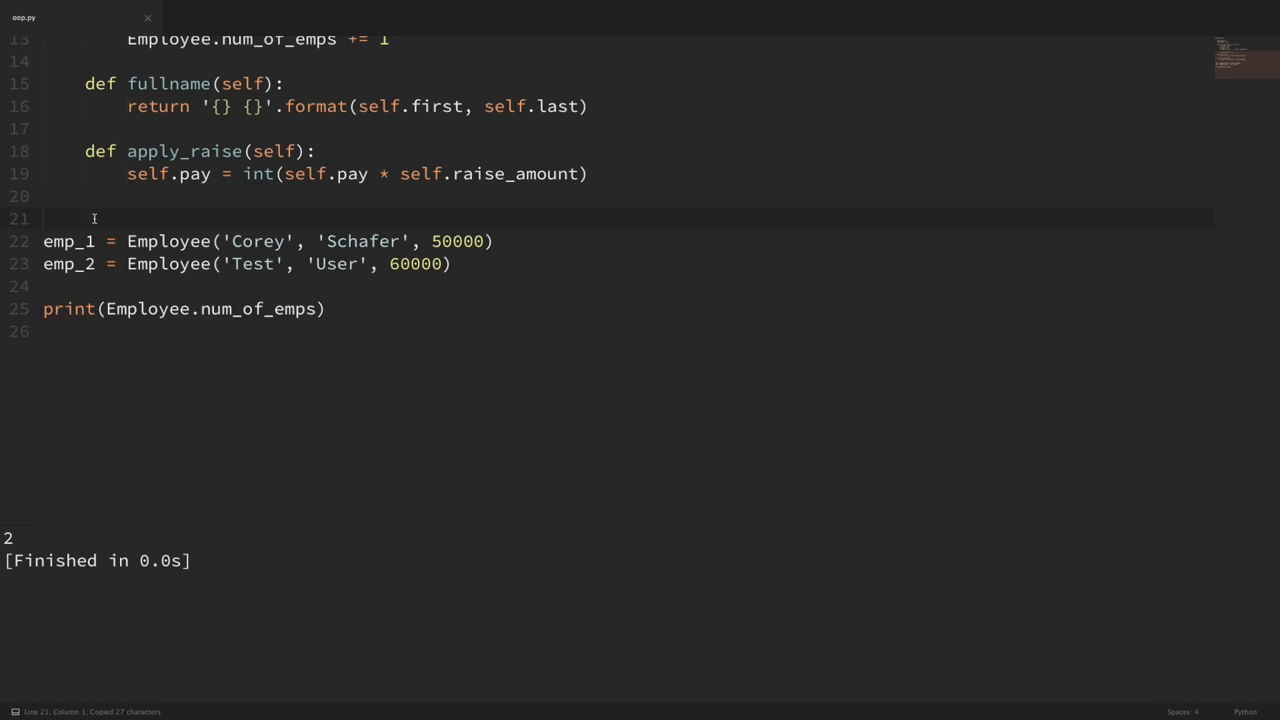 oop.py ×
13 Employee.num_of_emps += 1
14
15 def fullname(self):
16 return '{} {}'.format(self.first, self.last)
17
18 def apply_raise(self):
19 self.pay = int(self.pay * self.raise_amount)
20
21
22 emp_1 = Employee('Corey', 'Schafer', 50000)
23 emp_2 = Employee('Test', 'User', 60000)
24
25 print(Employee.num_of_emps)
26
2
[Finished in 0.0s]
Line 21, Column 1; Copied 27 characters Spaces: 4 Python